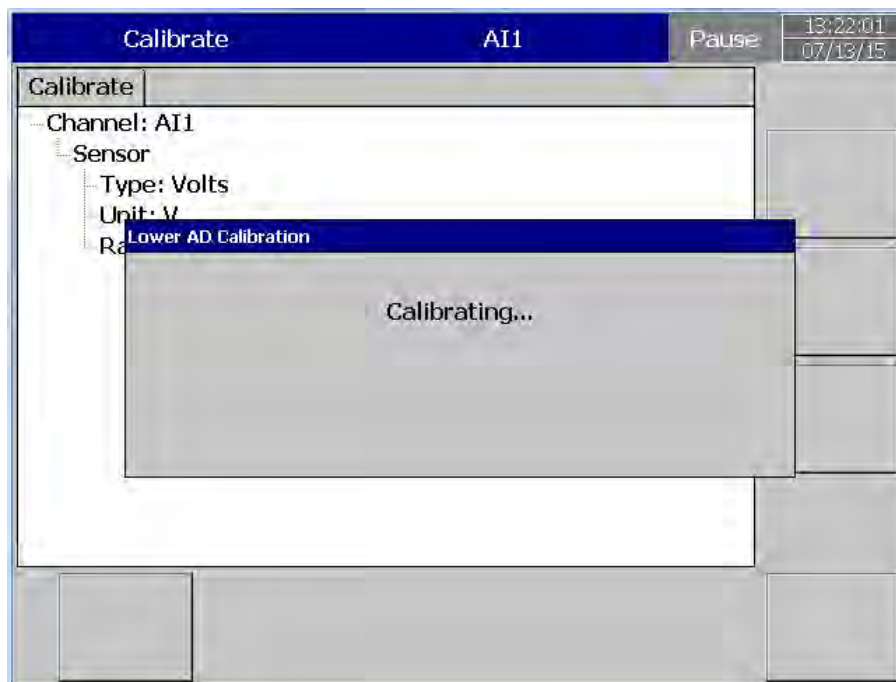 Calibrate AI1 Pause 13:22:01
07/13/15
Calibrate
Channel: AI1
Sensor
Type: Volts
Unit: V
Lower AD Calibration
Calibrating...